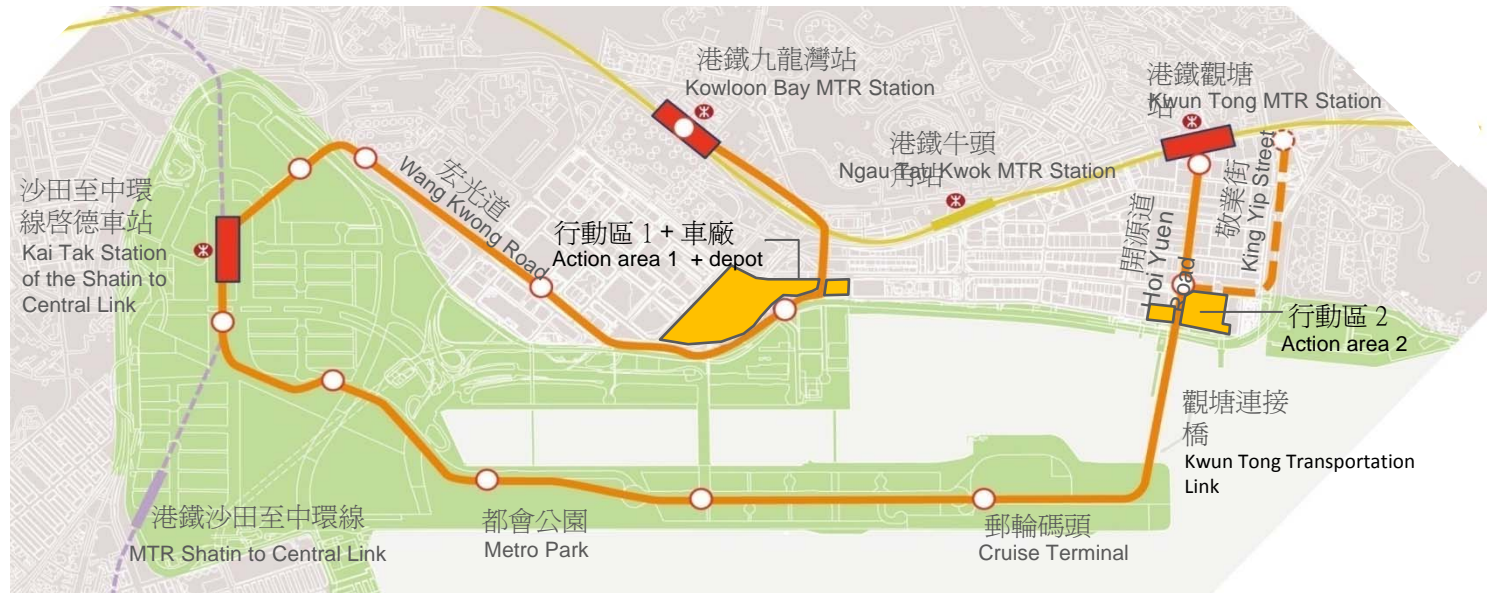 港鐵九龍灣站
Kowloon Bay MTR Station
港鐵觀塘
站
Kwun Tong MTR Station
港鐵牛頭
角站
Ngau Tau Kwok MTR Station
沙田至中環
線啓德車站
Kai Tak Station
of the Shatin to
Central Link
宏光道
Wang Kwong Road
行動區 1 + 車廠
Action area 1 + depot
開源道
Hoi Yuen
Road
敬業街
King Yip Street
行動區 2
Action area 2
觀塘連接
橋
Kwun Tong Transportation
Link
港鐵沙田至中環線
MTR Shatin to Central Link
都會公園
Metro Park
郵輪碼頭
Cruise Terminal